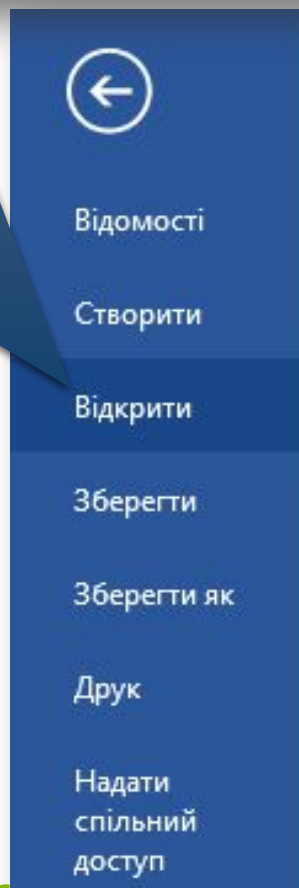 Відомості
Створити
Відкрити
Зберегти
Зберегти як
Друк
Надати
спільний
доступ